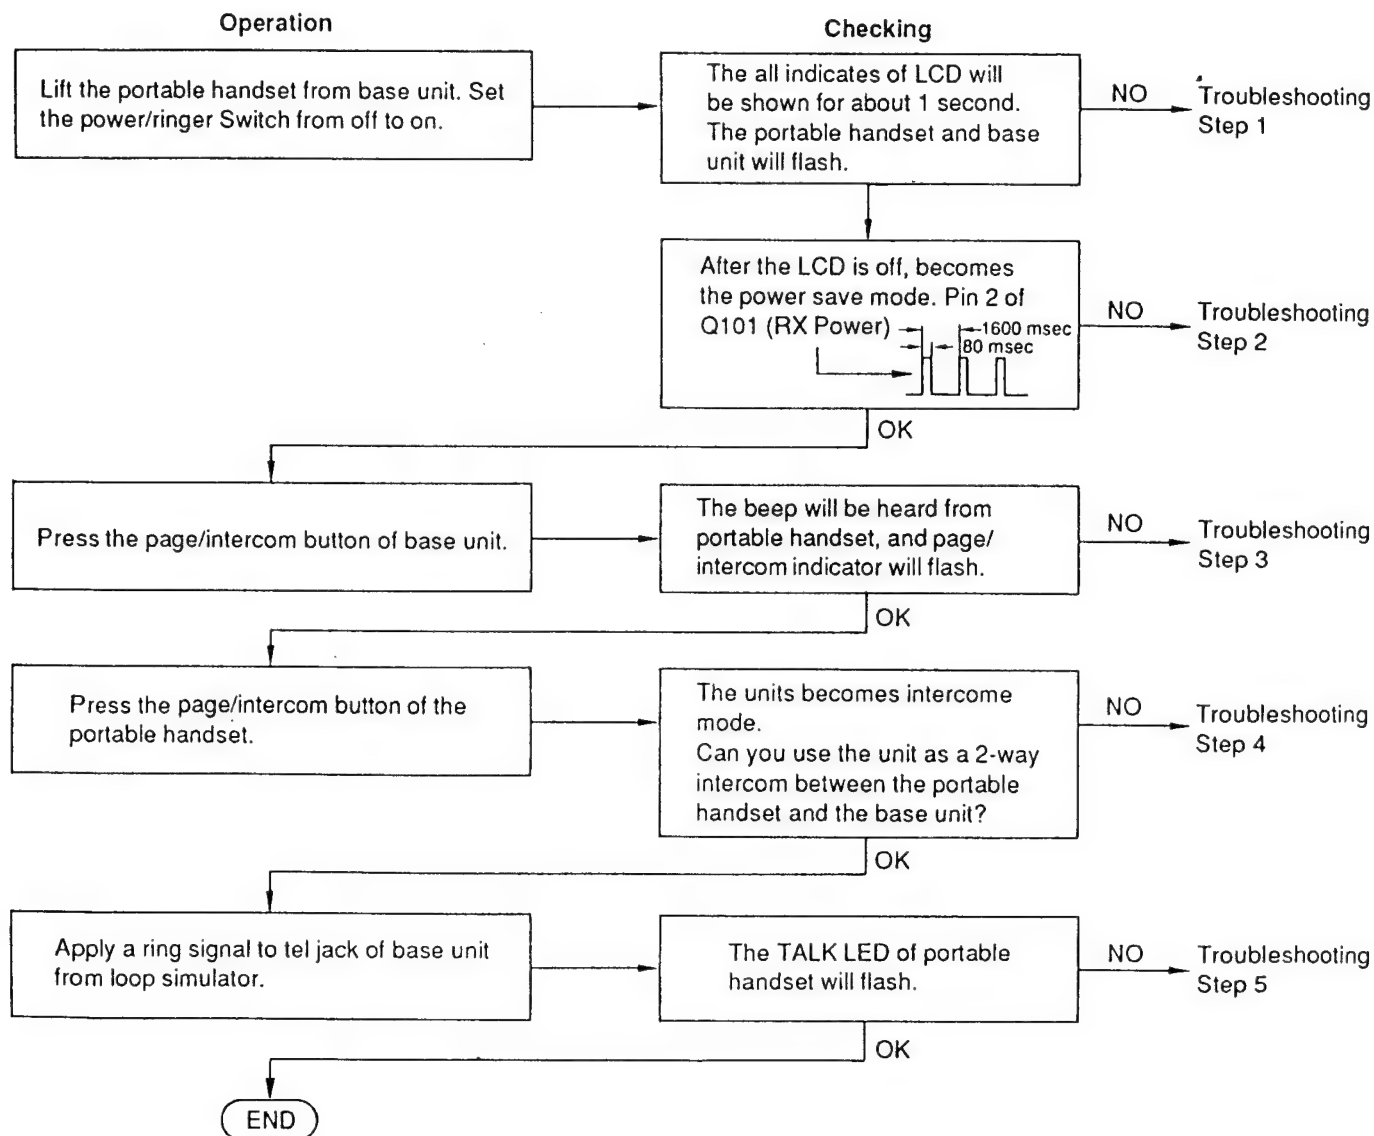 Operation
Checking
Lift the portable handset from base unit. Set
the power/ringer Switch from off to on.
The all indicates of LCD will
be shown for about 1 second.
The portable handset and base
unit will flash.
NO
Troubleshooting
Step 1
After the LCD is off, becomes
the power save mode. Pin 2 of
Q101 (RX Power)
1600 msec
80 msec
NO
Troubleshooting
Step 2
OK
Press the page/intercom button of base unit.
The beep will be heard from
portable handset, and page/
intercom indicator will flash.
NO
Troubleshooting
Step 3
OK
Press the page/intercom button of the
portable handset.
The units becomes intercome
mode.
Can you use the unit as a 2-way
intercom between the portable
handset and the base unit?
NO
Troubleshooting
Step 4
OK
Apply a ring signal to tel jack of base unit
from loop simulator.
The TALK LED of portable
handset will flash.
NO
Troubleshooting
Step 5
OK
END